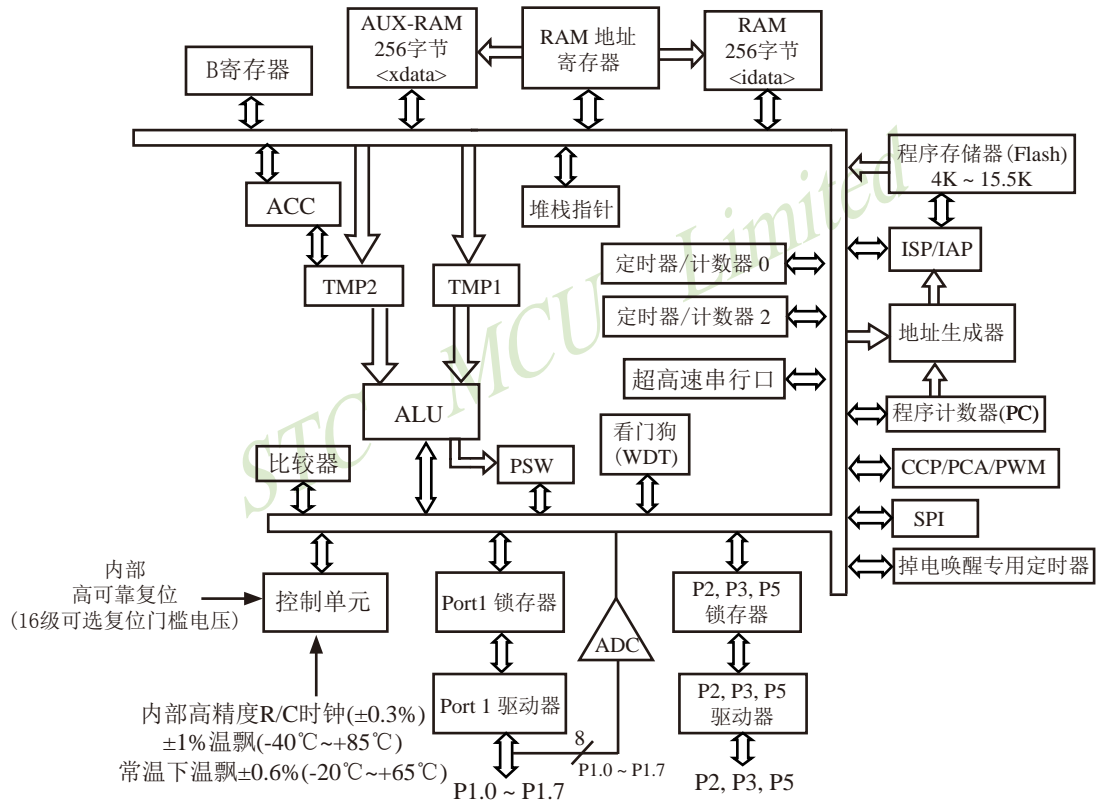 AUX-RAM
256字节
<xdata>
RAM 地址
寄存器
RAM
256字节
<idata>
B寄存器
程序存储器(Flash)
4K ~ 15.5K
ACC
堆栈指针
ISP/IAP
定时器/计数器 0
TMP2
TMP1
定时器/计数器 2
地址生成器
超高速串行口
ALU
程序计数器(PC)
看门狗
(WDT)
比较器
PSW
CCP/PCA/PWM
SPI
掉电唤醒专用定时器
内部
高可靠复位
(16级可选复位门槛电压)
控制单元
Port1 锁存器
ADC
P2, P3, P5
锁存器
内部高精度R/C时钟(±0.3%)
±1%温飘(-40℃~+85℃)
常温下温飘±0.6%(-20℃~+65℃)
Port 1 驱动器
P2, P3, P5
驱动器
8
P1.0 ~ P1.7
P1.0 ~ P1.7
P2, P3, P5
STC MCU Limited